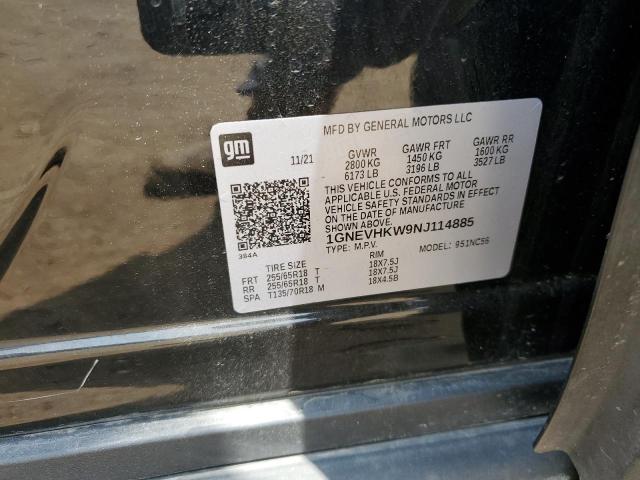 MFD BY GENERAL MOTORS LLC
gm
11/21
GVWR GAWR FRT GAWR RR
2800 KG 1450 KG 1600 KG
6173 LB 3196 LB 3527 LB
THIS VEHICLE CONFORMS TO ALL
APPLICABLE U.S. FEDERAL MOTOR
VEHICLE SAFETY STANDARDS IN EFFECT
ON THE DATE OF MANUFACTURE
SHOWN ABOVE.
1GNEVHKW9NJ114885
TYPE: M.P.V. MODEL: 951NC56
384A
TIRE SIZE RIM
FRT 255/65R18 T 18X7.5J
RR 255/65R18 T 18X7.5J
SPA T135/70R18 M 18X4.5B